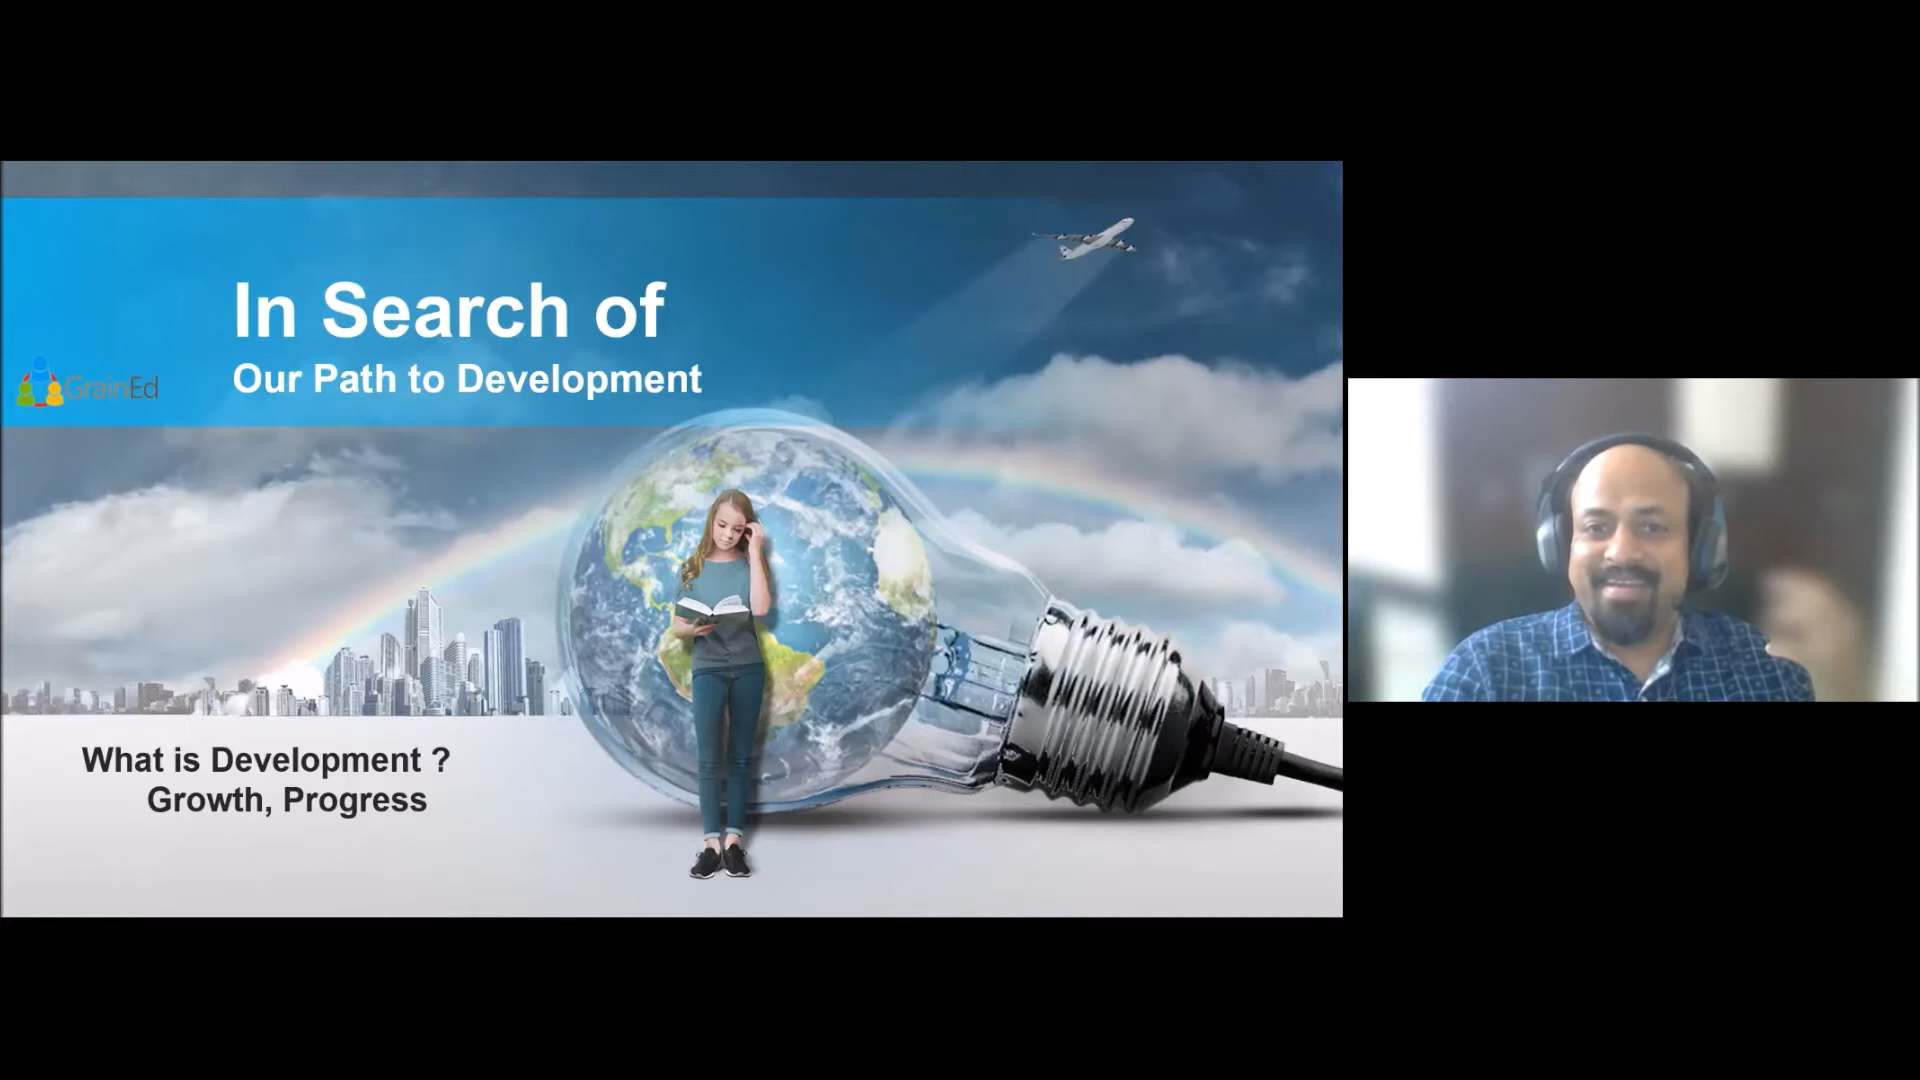 In Search of
Our Path to Development
GrainEd
What is Development ?
Growth, Progress